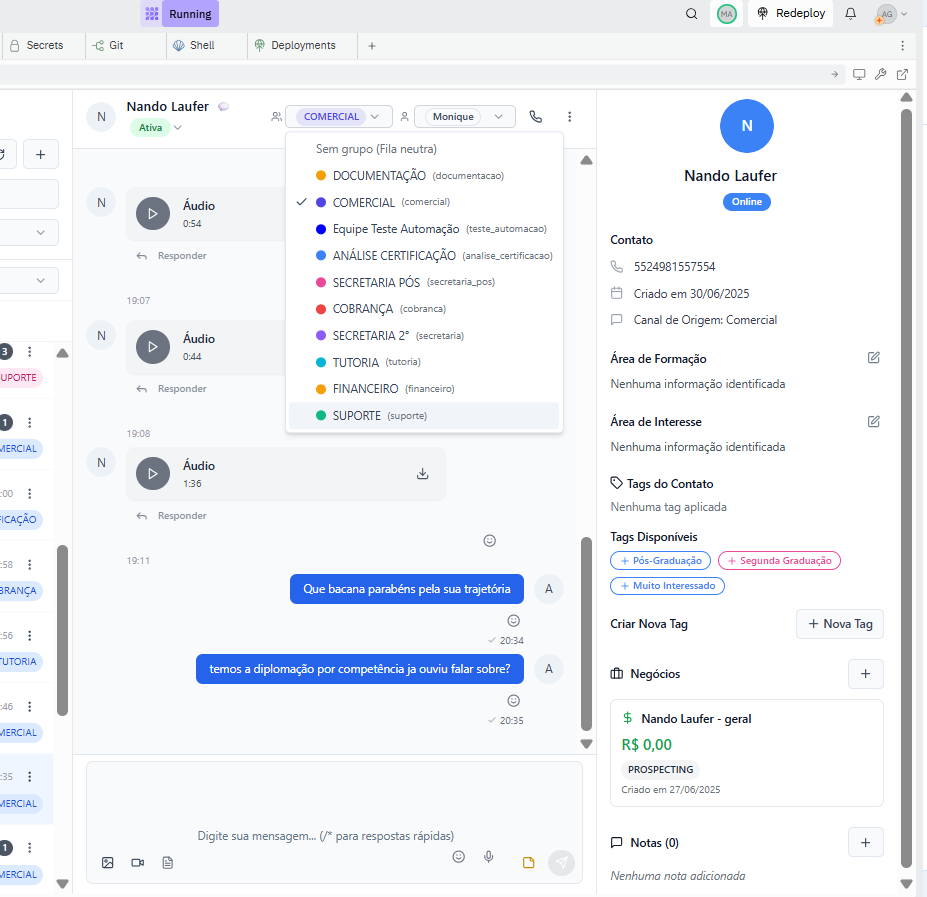 Running
MA
Redeploy
AG
Secrets
Git
Shell
Deployments
N
Nando Laufer
Ativa
COMERCIAL
Monique
Sem grupo (Fila neutra)
DOCUMENTAÇÃO (documentacao)
COMERCIAL (comercial)
Equipe Teste Automação (teste_automacao)
ANÁLISE CERTIFICAÇÃO (analise_certificacao)
SECRETARIA PÓS (secretaria_pos)
COBRANÇA (cobranca)
SECRETARIA 2° (secretaria)
TUTORIA (tutoria)
FINANCEIRO (financeiro)
SUPORTE (suporte)
3
SUPORTE
1
MERCIAL
:00
FICAÇÃO
:58
BRANÇA
:56
TUTORIA
:46
MERCIAL
:35
MERCIAL
1
MERCIAL
N
Áudio
0:54
Responder
19:07
N
Áudio
0:44
Responder
19:08
N
Áudio
1:36
Responder
19:11
Que bacana parabéns pela sua trajetória
A
20:34
temos a diplomação por competência ja ouviu falar sobre?
A
20:35
Digite sua mensagem... (/* para respostas rápidas)
N
Nando Laufer
Online
Contato
5524981557554
Criado em 30/06/2025
Canal de Origem: Comercial
Área de Formação
Nenhuma informação identificada
Área de Interesse
Nenhuma informação identificada
Tags do Contato
Nenhuma tag aplicada
Tags Disponíveis
+ Pós-Graduação
+ Segunda Graduação
+ Muito Interessado
Criar Nova Tag
+ Nova Tag
Negócios
$ Nando Laufer - geral
R$ 0,00
PROSPECTING
Criado em 27/06/2025
Notas (0)
Nenhuma nota adicionada